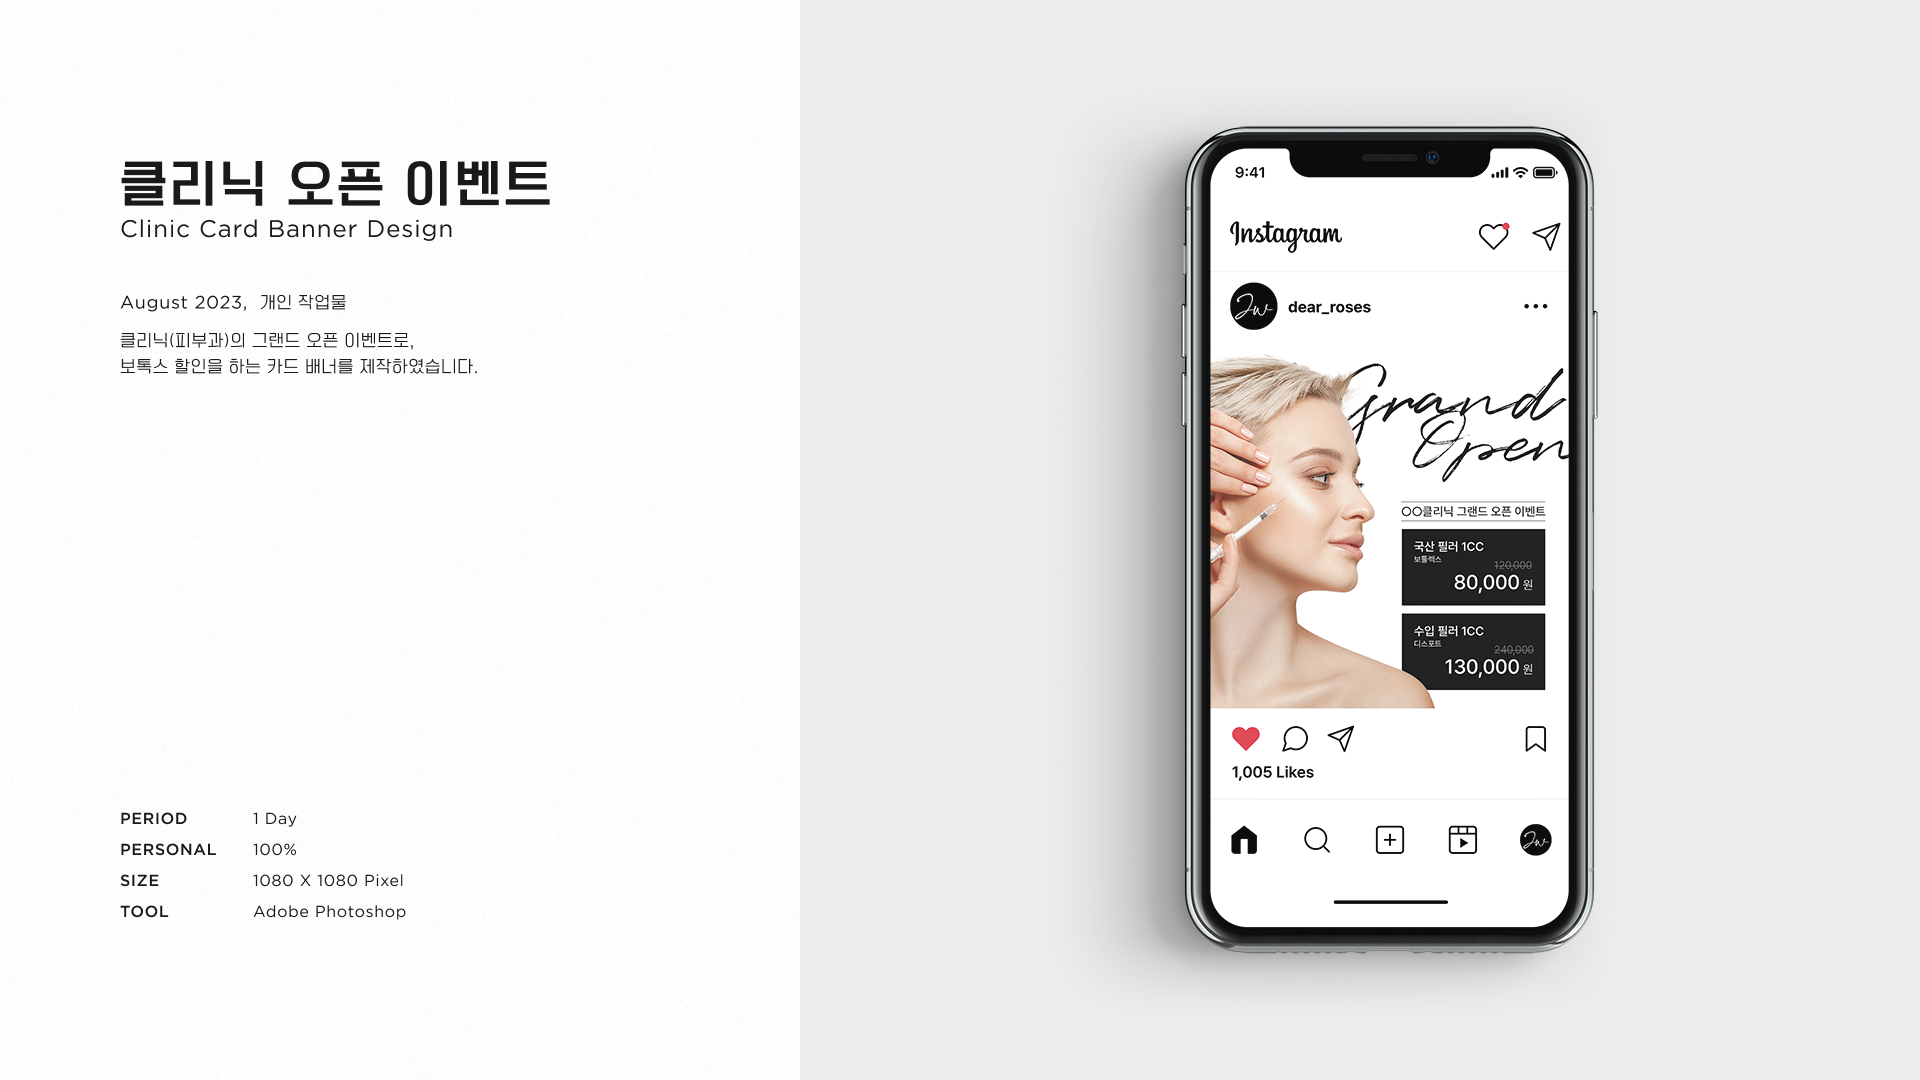 클리닉 오픈 이벤트
Clinic Card Banner Design
August 2023, 개인 작업물
클리닉(피부과)의 그랜드 오픈 이벤트로,
보톡스 할인을 하는 카드 배너를 제작하였습니다.
PERIOD 1 Day
PERSONAL 100%
SIZE 1080 X 1080 Pixel
TOOL Adobe Photoshop
9:41
Instagram
Jw
dear_roses
Grand
Open
○○클리닉 그랜드 오픈 이벤트
국산 필러 1CC
보툴렉스
120,000
80,000 원
수입 필러 1CC
디스포트
240,000
130,000 원
1,005 Likes
Jw